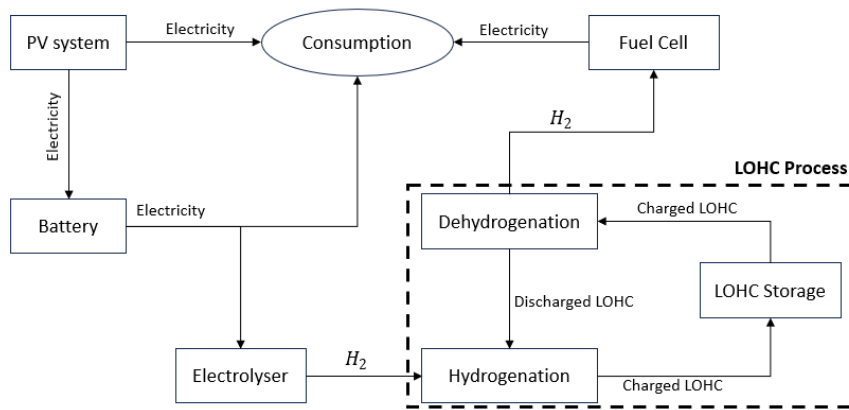 PV system
Electricity
Consumption
Electricity
Fuel Cell
Electricity
H₂
LOHC Process
Battery
Electricity
Dehydrogenation
Charged LOHC
LOHC Storage
Discharged LOHC
Electrolyser
H₂
Hydrogenation
Charged LOHC